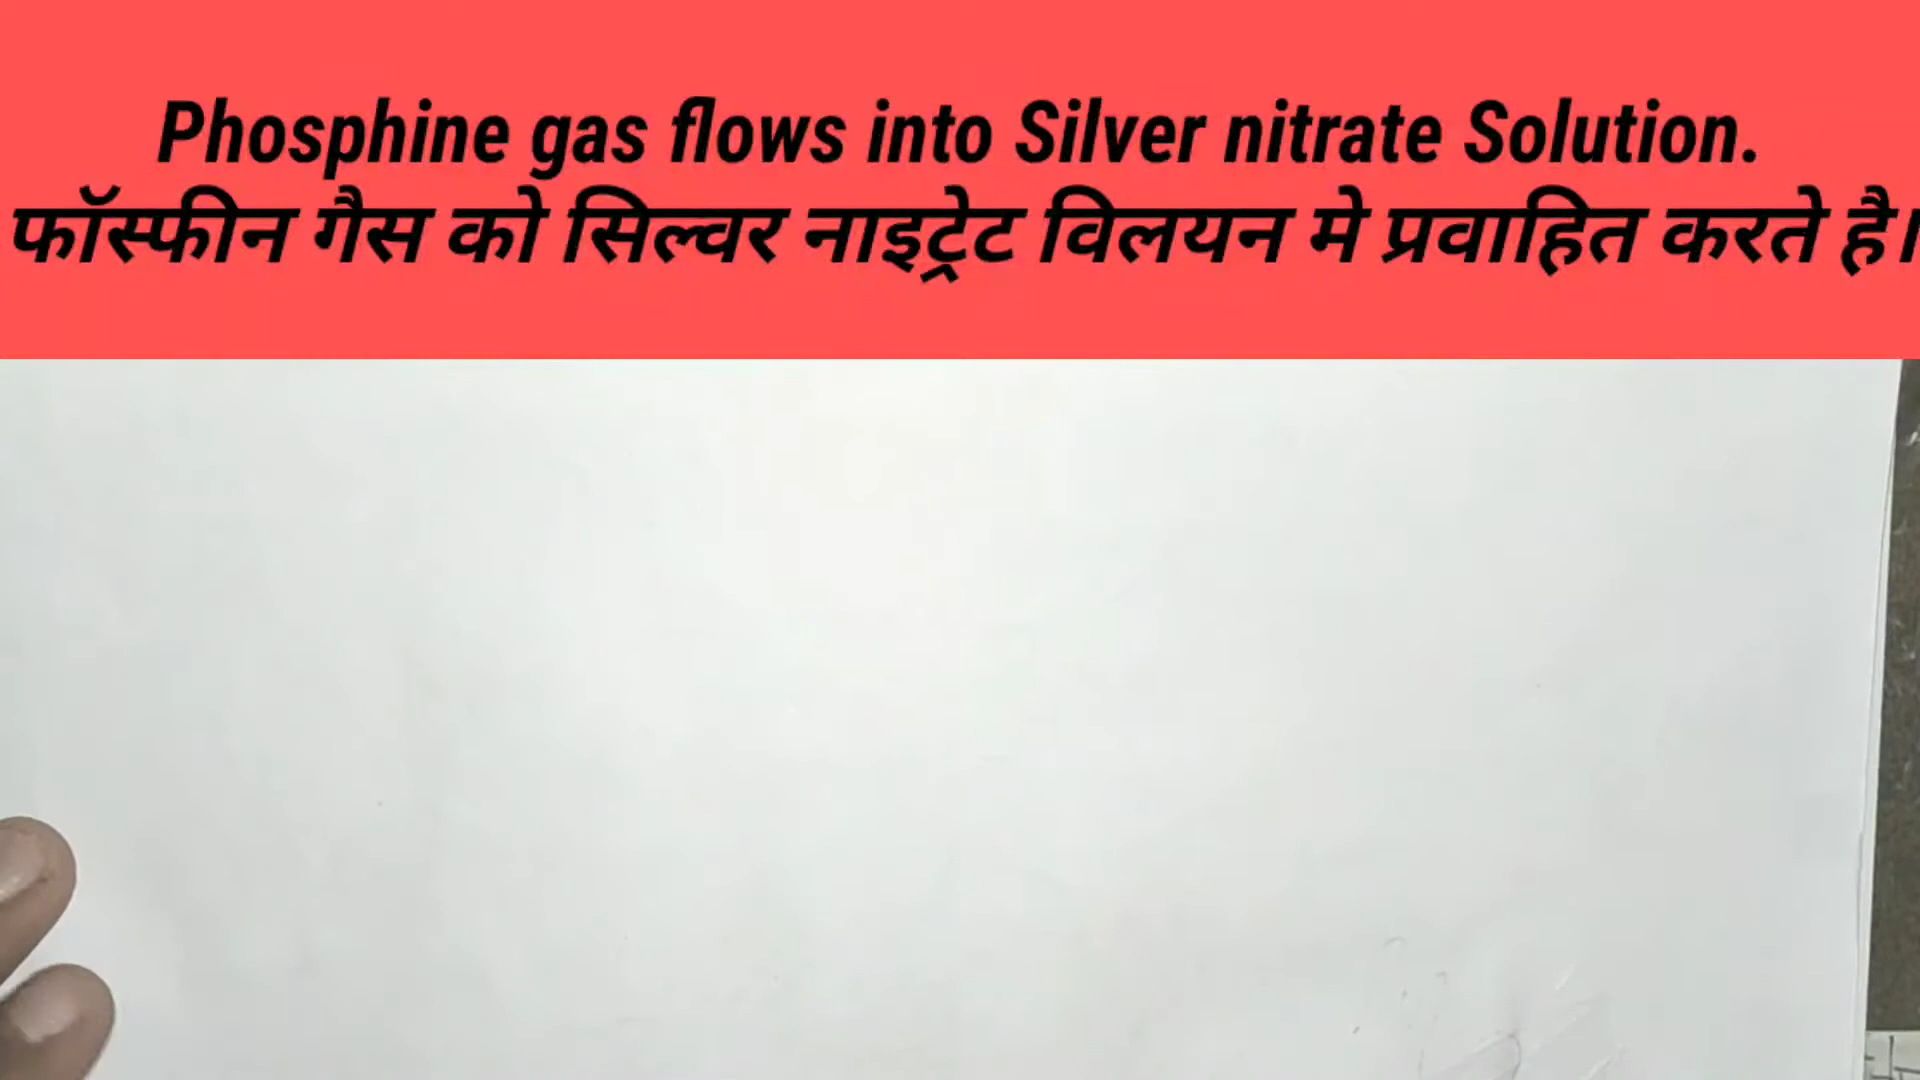 Phosphine gas flows into Silver nitrate Solution.
फॉस्फीन गैस को सिल्वर नाइट्रेट विलयन मे प्रवाहित करते है।